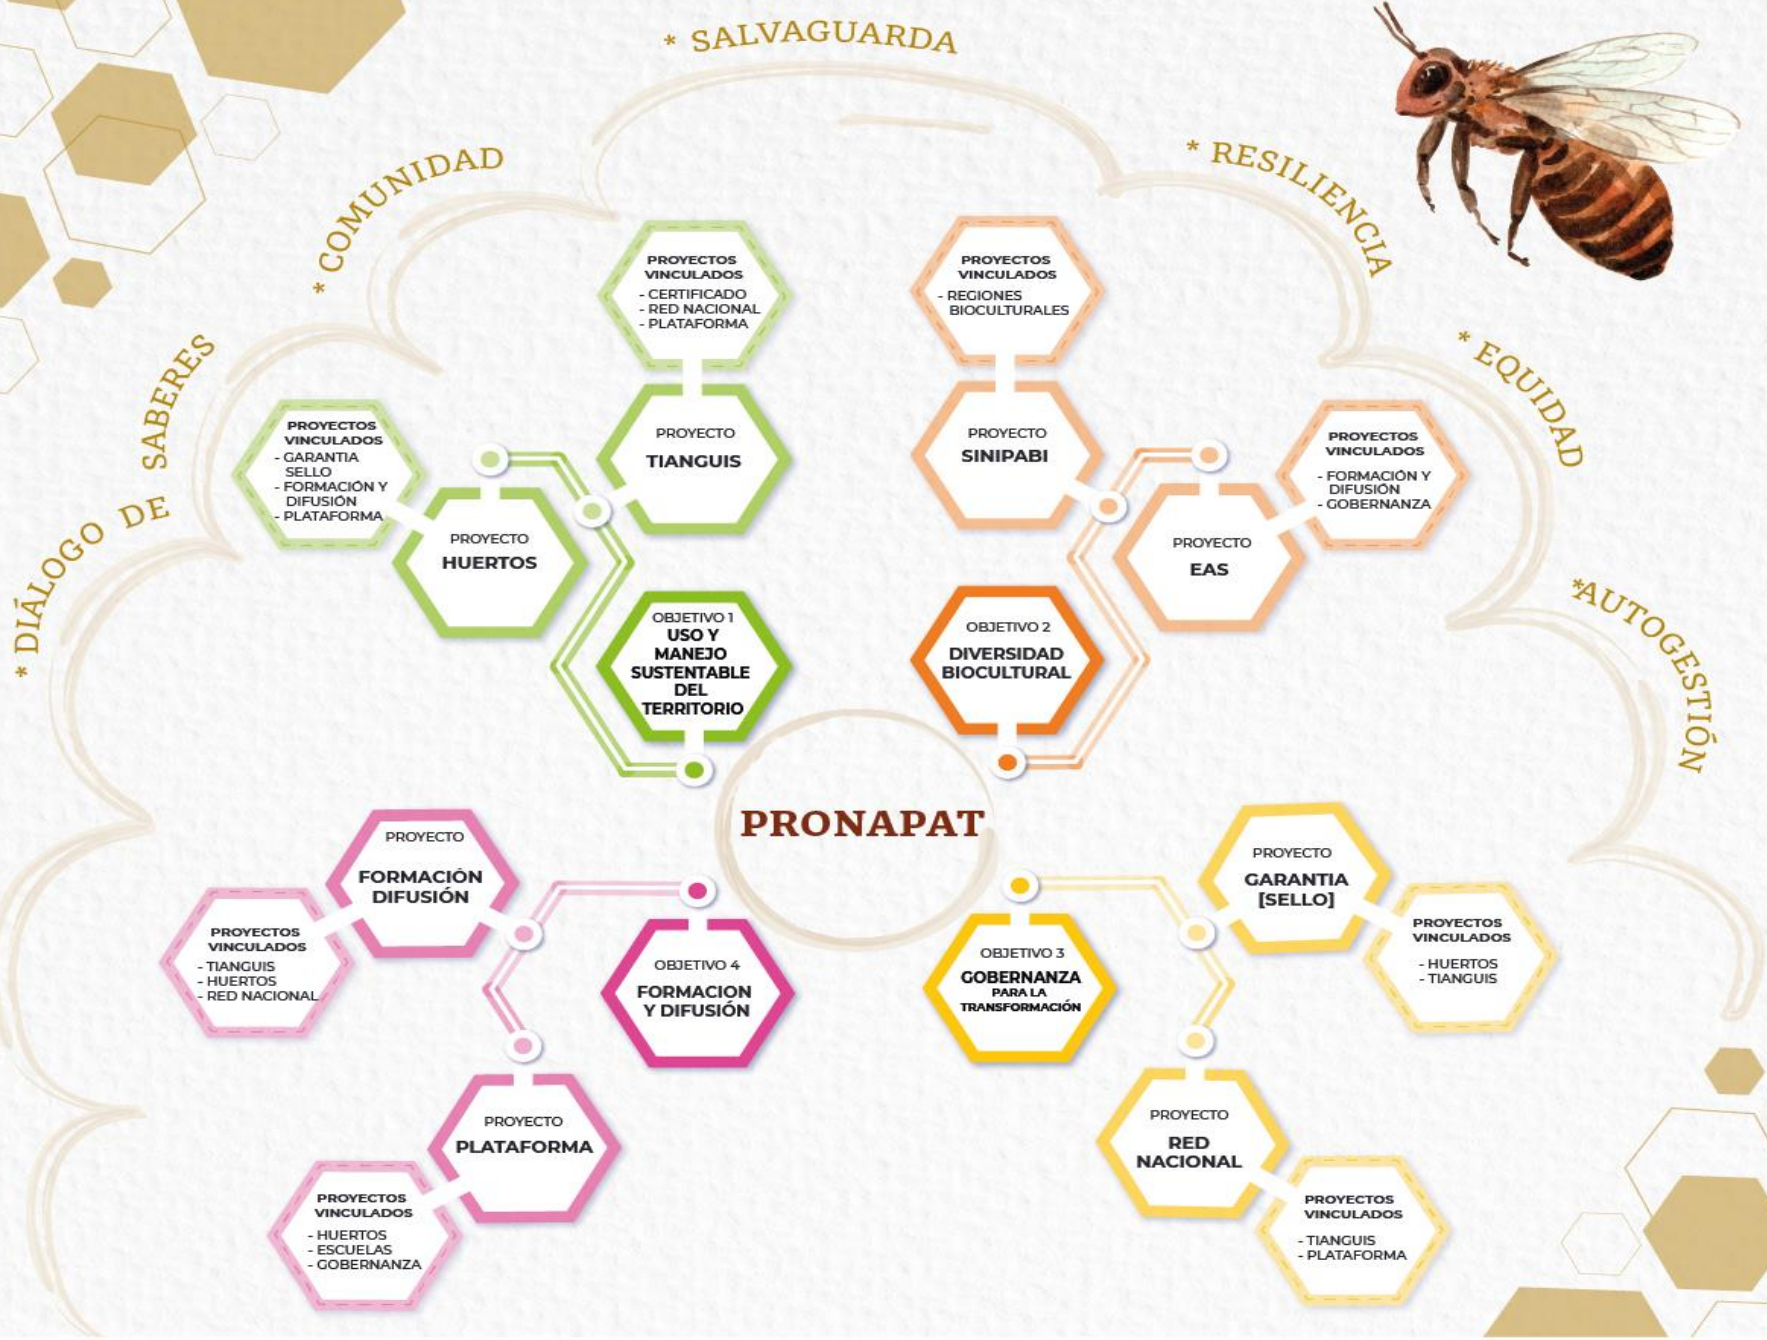 * SALVAGUARDA
* COMUNIDAD
* RESILIENCIA
* DIÁLOGO DE SABERES
* EQUIDAD
*AUTOGESTIÓN
PROYECTOS
VINCULADOS
- CERTIFICADO
- RED NACIONAL
- PLATAFORMA
PROYECTO
TIANGUIS
PROYECTOS
VINCULADOS
- GARANTIA
SELLO
- FORMACIÓN Y
DIFUSIÓN
- PLATAFORMA
PROYECTO
HUERTOS
OBJETIVO 1
USO Y
MANEJO
SUSTENTABLE
DEL
TERRITORIO
PROYECTOS
VINCULADOS
- REGIONES
BIOCULTURALES
PROYECTO
SINIPABI
PROYECTOS
VINCULADOS
- FORMACIÓN Y
DIFUSIÓN
- GOBERNANZA
PROYECTO
EAS
OBJETIVO 2
DIVERSIDAD
BIOCULTURAL
PRONAPAT
PROYECTO
FORMACIÓN
DIFUSIÓN
PROYECTOS
VINCULADOS
- TIANGUIS
- HUERTOS
- RED NACIONAL
OBJETIVO 4
FORMACION
Y DIFUSIÓN
PROYECTO
PLATAFORMA
PROYECTOS
VINCULADOS
- HUERTOS
- ESCUELAS
- GOBERNANZA
OBJETIVO 3
GOBERNANZA
PARA LA
TRANSFORMACIÓN
PROYECTO
GARANTIA
[SELLO]
PROYECTOS
VINCULADOS
- HUERTOS
- TIANGUIS
PROYECTO
RED
NACIONAL
PROYECTOS
VINCULADOS
- TIANGUIS
- PLATAFORMA